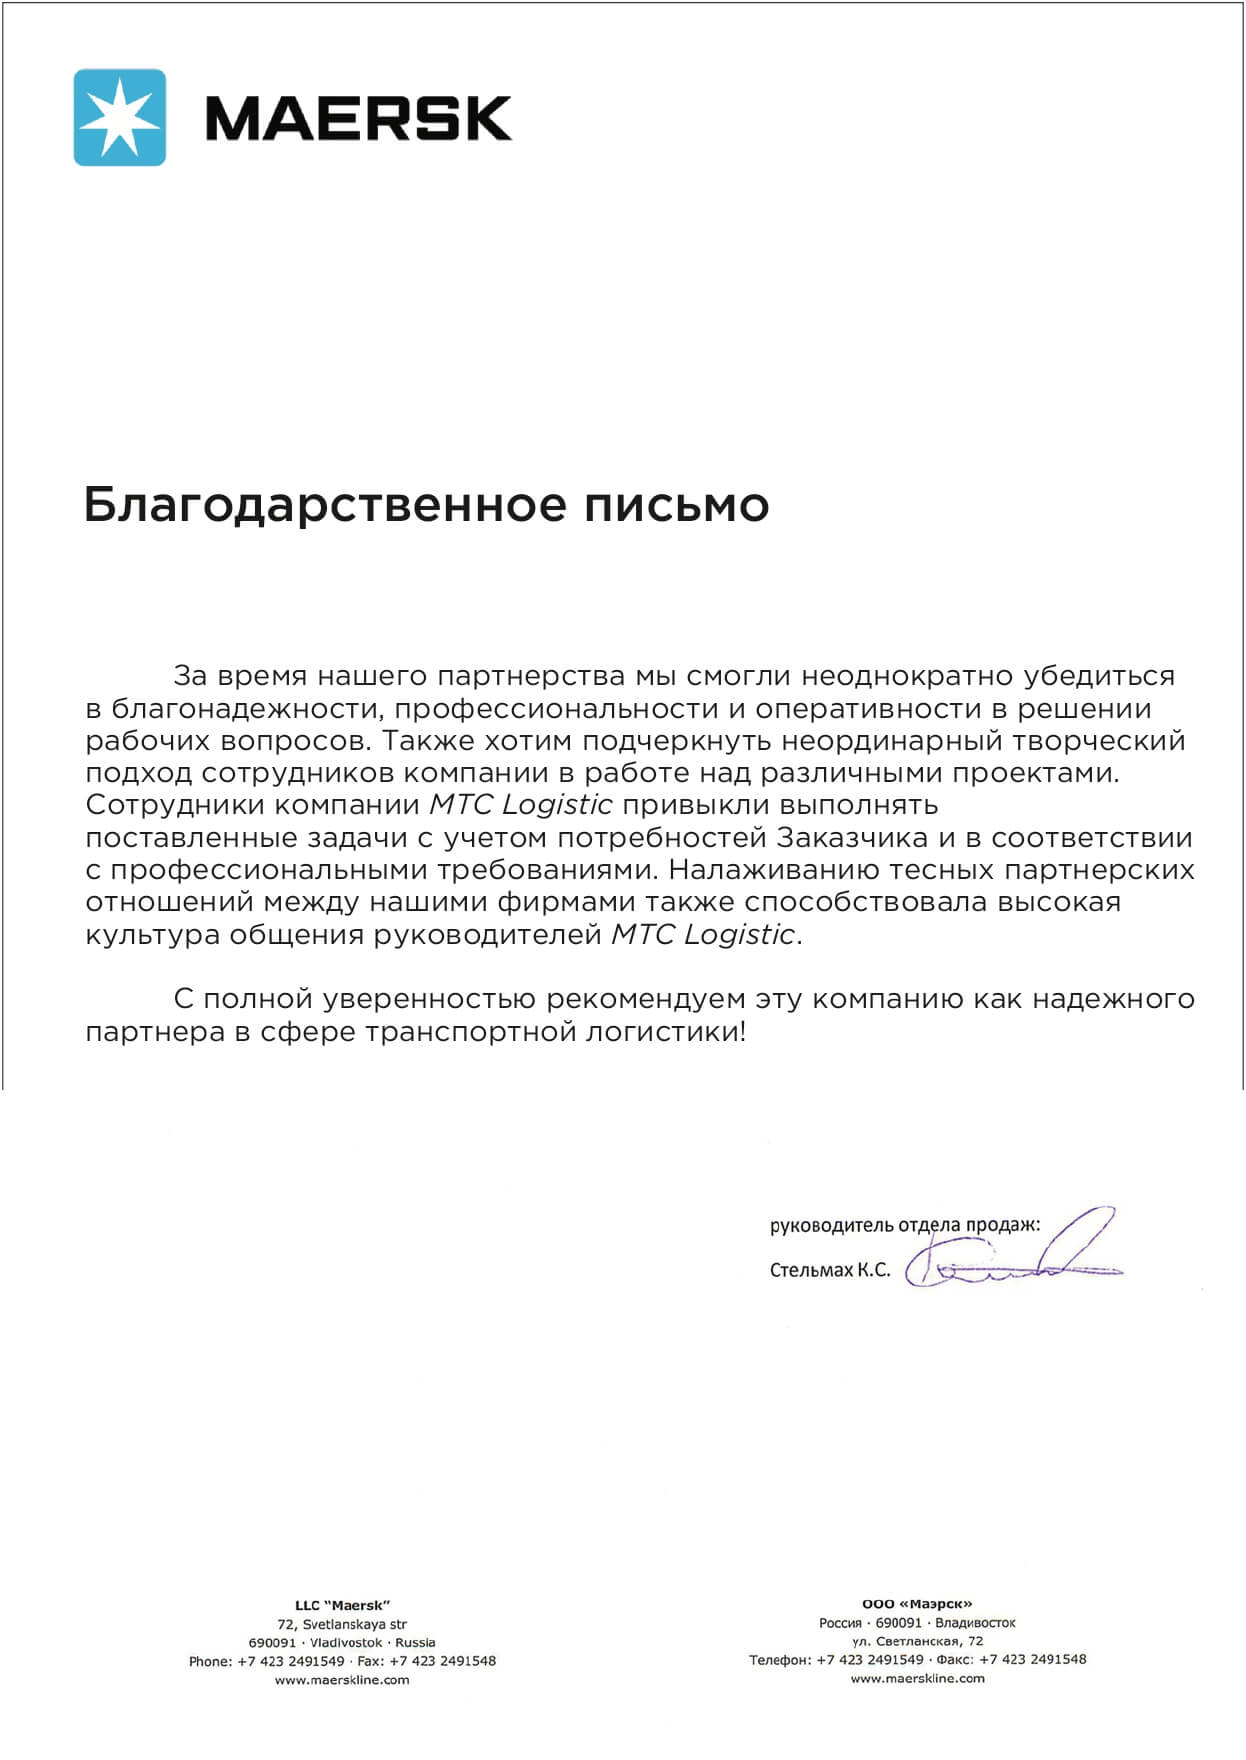 MAERSK
Благодарственное письмо
За время нашего партнерства мы смогли неоднократно убедиться
в благонадежности, профессиональности и оперативности в решении
рабочих вопросов. Также хотим подчеркнуть неординарный творческий
подход сотрудников компании в работе над различными проектами.
Сотрудники компании МТС Logistic привыкли выполнять
поставленные задачи с учетом потребностей Заказчика и в соответствии
с профессиональными требованиями. Налаживанию тесных партнерских
отношений между нашими фирмами также способствовала высокая
культура общения руководителей МТС Logistic.
С полной уверенностью рекомендуем эту компанию как надежного
партнера в сфере транспортной логистики!
руководитель отдела продаж:
Стельмах К.С.
LLC "Maersk"
72, Svetlanskaya str
690091 · Vladivostok · Russia
Phone: +7 423 2491549 · Fax: +7 423 2491548
www.maerskline.com
ООО «Маэрск»
Россия · 690091 · Владивосток
ул. Светланская, 72
Телефон: +7 423 2491549 · Факс: +7 423 2491548
www.maerskline.com